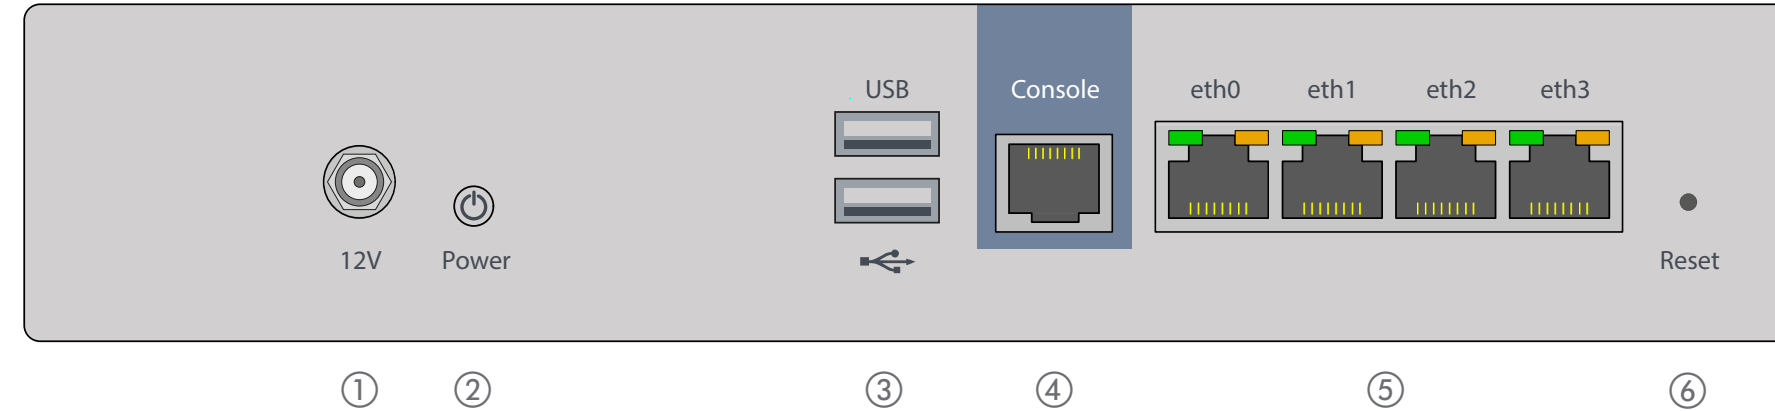 USB Console eth0 eth1 eth2 eth3
12V Power Reset
① ② ③ ④ ⑤ ⑥